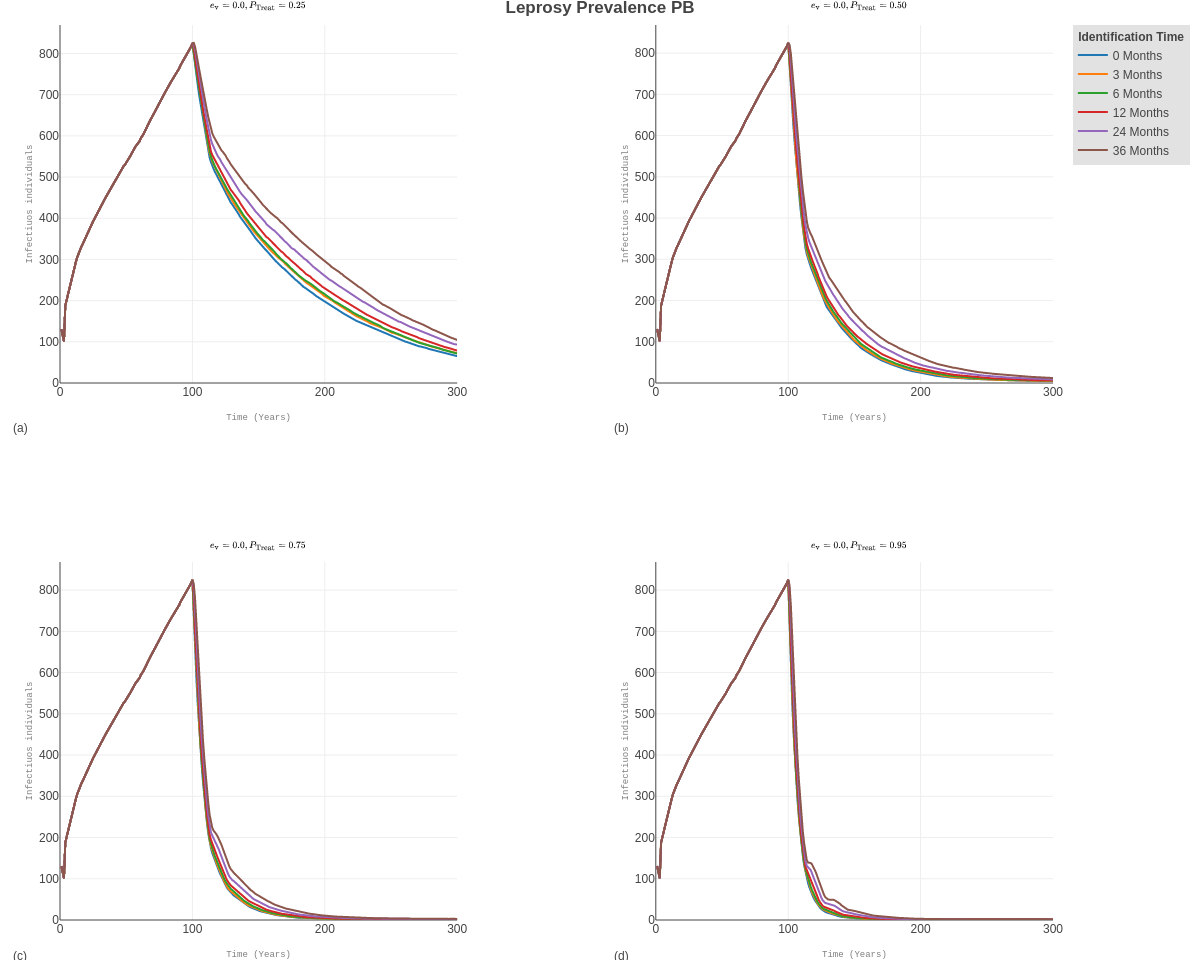 Leprosy Prevalence PB
eᵥ = 0.0, P_Treat = 0.25
800
700
600
500
400
300
200
100
0
0 100 200 300
Infectiuos individuals
Time (Years)
(a)
eᵥ = 0.0, P_Treat = 0.50
800
700
600
500
400
300
200
100
0
0 100 200 300
Infectiuos individuals
Time (Years)
(b)
Identification Time
0 Months
3 Months
6 Months
12 Months
24 Months
36 Months
eᵥ = 0.0, P_Treat = 0.75
800
700
600
500
400
300
200
100
0
0 100 200 300
Infectiuos individuals
Time (Years)
(c)
eᵥ = 0.0, P_Treat = 0.95
800
700
600
500
400
300
200
100
0
0 100 200 300
Infectiuos individuals
Time (Years)
(d)